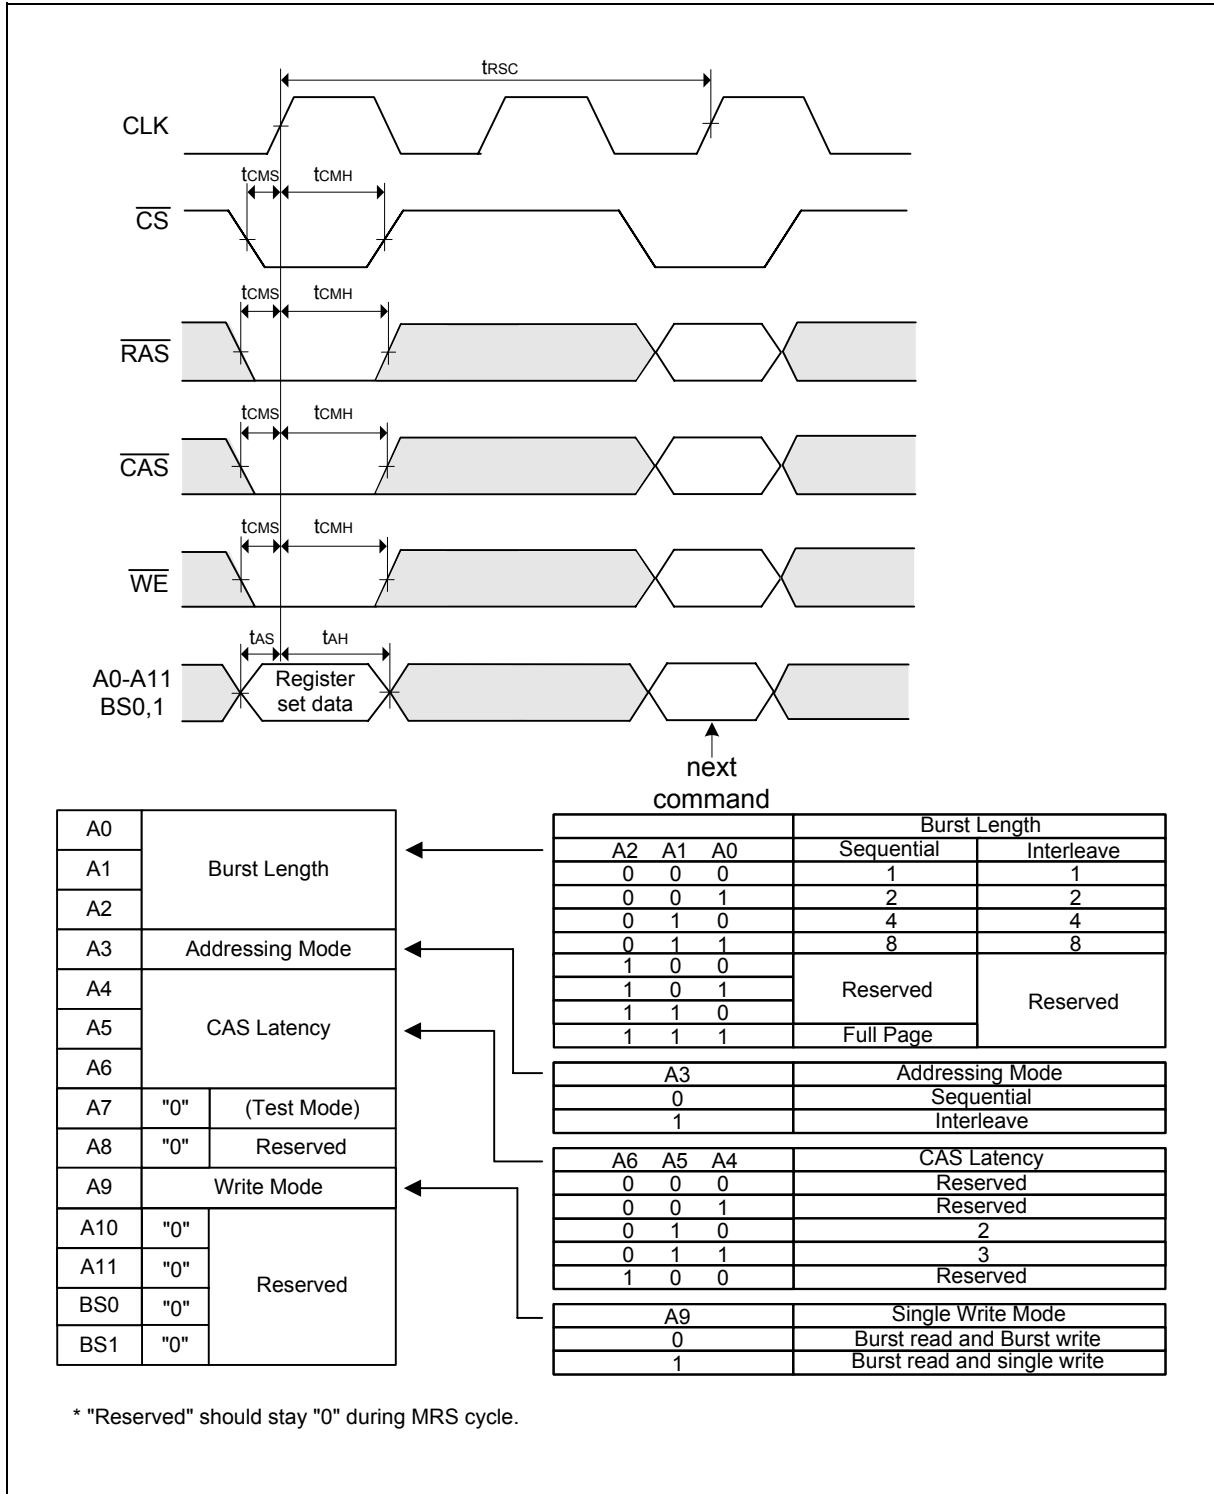 tRSC
CLK
tCMS tCMH
CS
tCMS tCMH
RAS
tCMS tCMH
CAS
tCMS tCMH
WE
tAS tAH
A0-A11
BS0,1
Register
set data
next
command
A0
A1
A2
Burst Length
A3 Addressing Mode
A4
A5
A6
CAS Latency
A7 "0" (Test Mode)
A8 "0" Reserved
A9 Write Mode
A10 "0"
A11 "0"
BS0 "0"
BS1 "0"
Reserved
Burst Length
A2 A1 A0 Sequential Interleave
0 0 0 1 1
0 0 1 2 2
0 1 0 4 4
0 1 1 8 8
1 0 0
1 0 1 Reserved Reserved
1 1 0
1 1 1 Full Page
A3 Addressing Mode
0 Sequential
1 Interleave
A6 A5 A4 CAS Latency
0 0 0 Reserved
0 0 1 Reserved
0 1 0 2
0 1 1 3
1 0 0 Reserved
A9 Single Write Mode
0 Burst read and Burst write
1 Burst read and single write
* "Reserved" should stay "0" during MRS cycle.